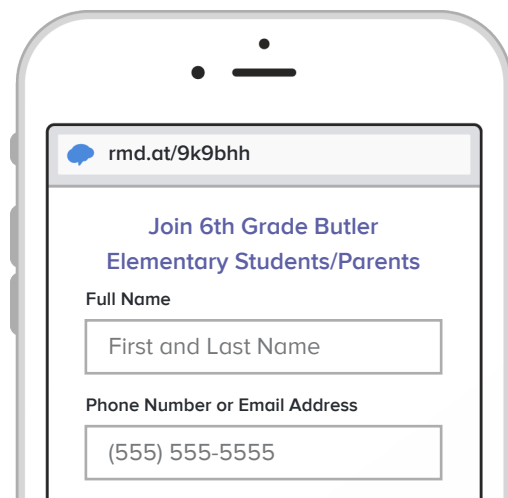 rmd.at/9k9bhh
Join 6th Grade Butler
Elementary Students/Parents
Full Name
First and Last Name
Phone Number or Email Address
(555) 555-5555